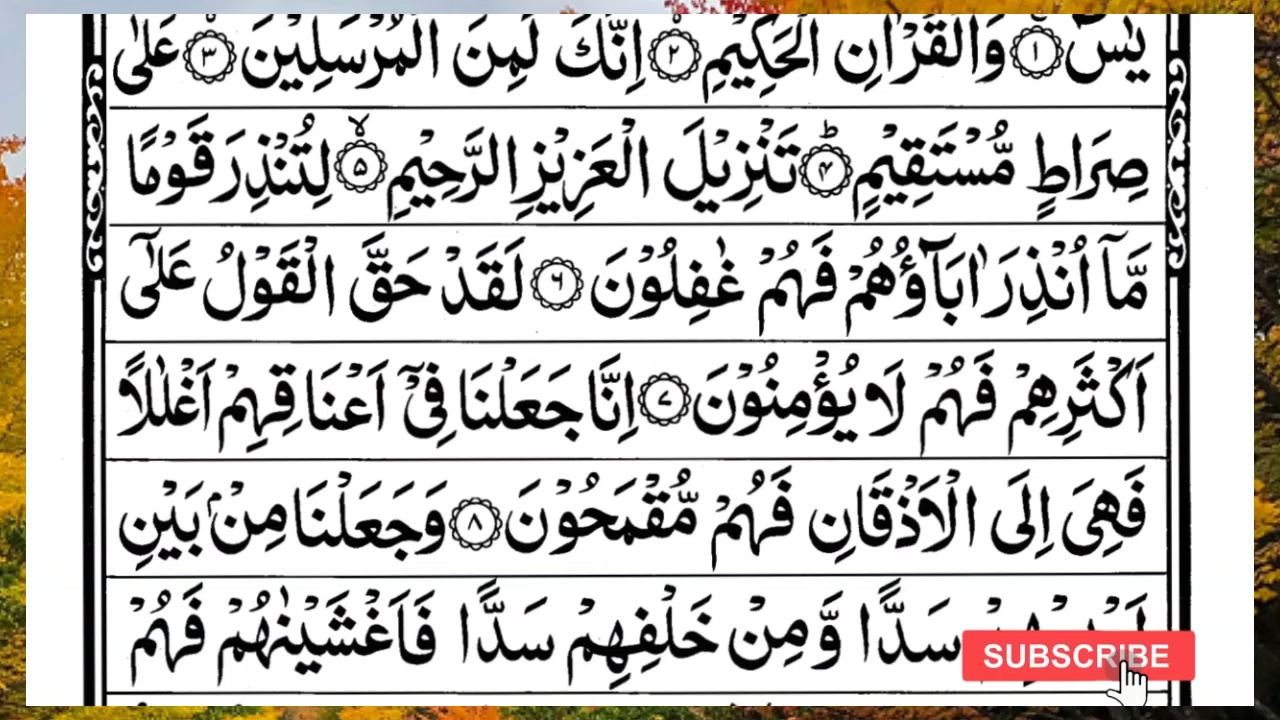 يٰسٓ ۝١ وَالْقُرْاٰنِ الْحَكِيْمِ ۝٢ اِنَّكَ لَمِنَ الْمُرْسَلِيْنَ ۝٣ عَلٰى
صِرَاطٍ مُّسْتَقِيْمٍ ۝٤ؕ تَنْزِيْلَ الْعَزِيْزِ الرَّحِيْمِ ۝٥ۙ لِتُنْذِرَ قَوْمًا
مَّاۤ اُنْذِرَ اٰبَآؤُهُمْ فَهُمْ غٰفِلُوْنَ ۝٦ لَقَدْ حَقَّ الْقَوْلُ عَلٰۤى
اَكْثَرِهِمْ فَهُمْ لَا يُؤْمِنُوْنَ ۝٧ اِنَّا جَعَلْنَا فِىْۤ اَعْنَاقِهِمْ اَغْلٰلًا
فَهِىَ اِلَى الْاَذْقَانِ فَهُمْ مُّقْمَحُوْنَ ۝٨ وَجَعَلْنَا مِنْۢ بَيْنِ
سَدًّا وَّمِنْ خَلْفِهِمْ سَدًّا فَاَغْشَيْنٰهُمْ فَهُمْ
SUBSCRIBE